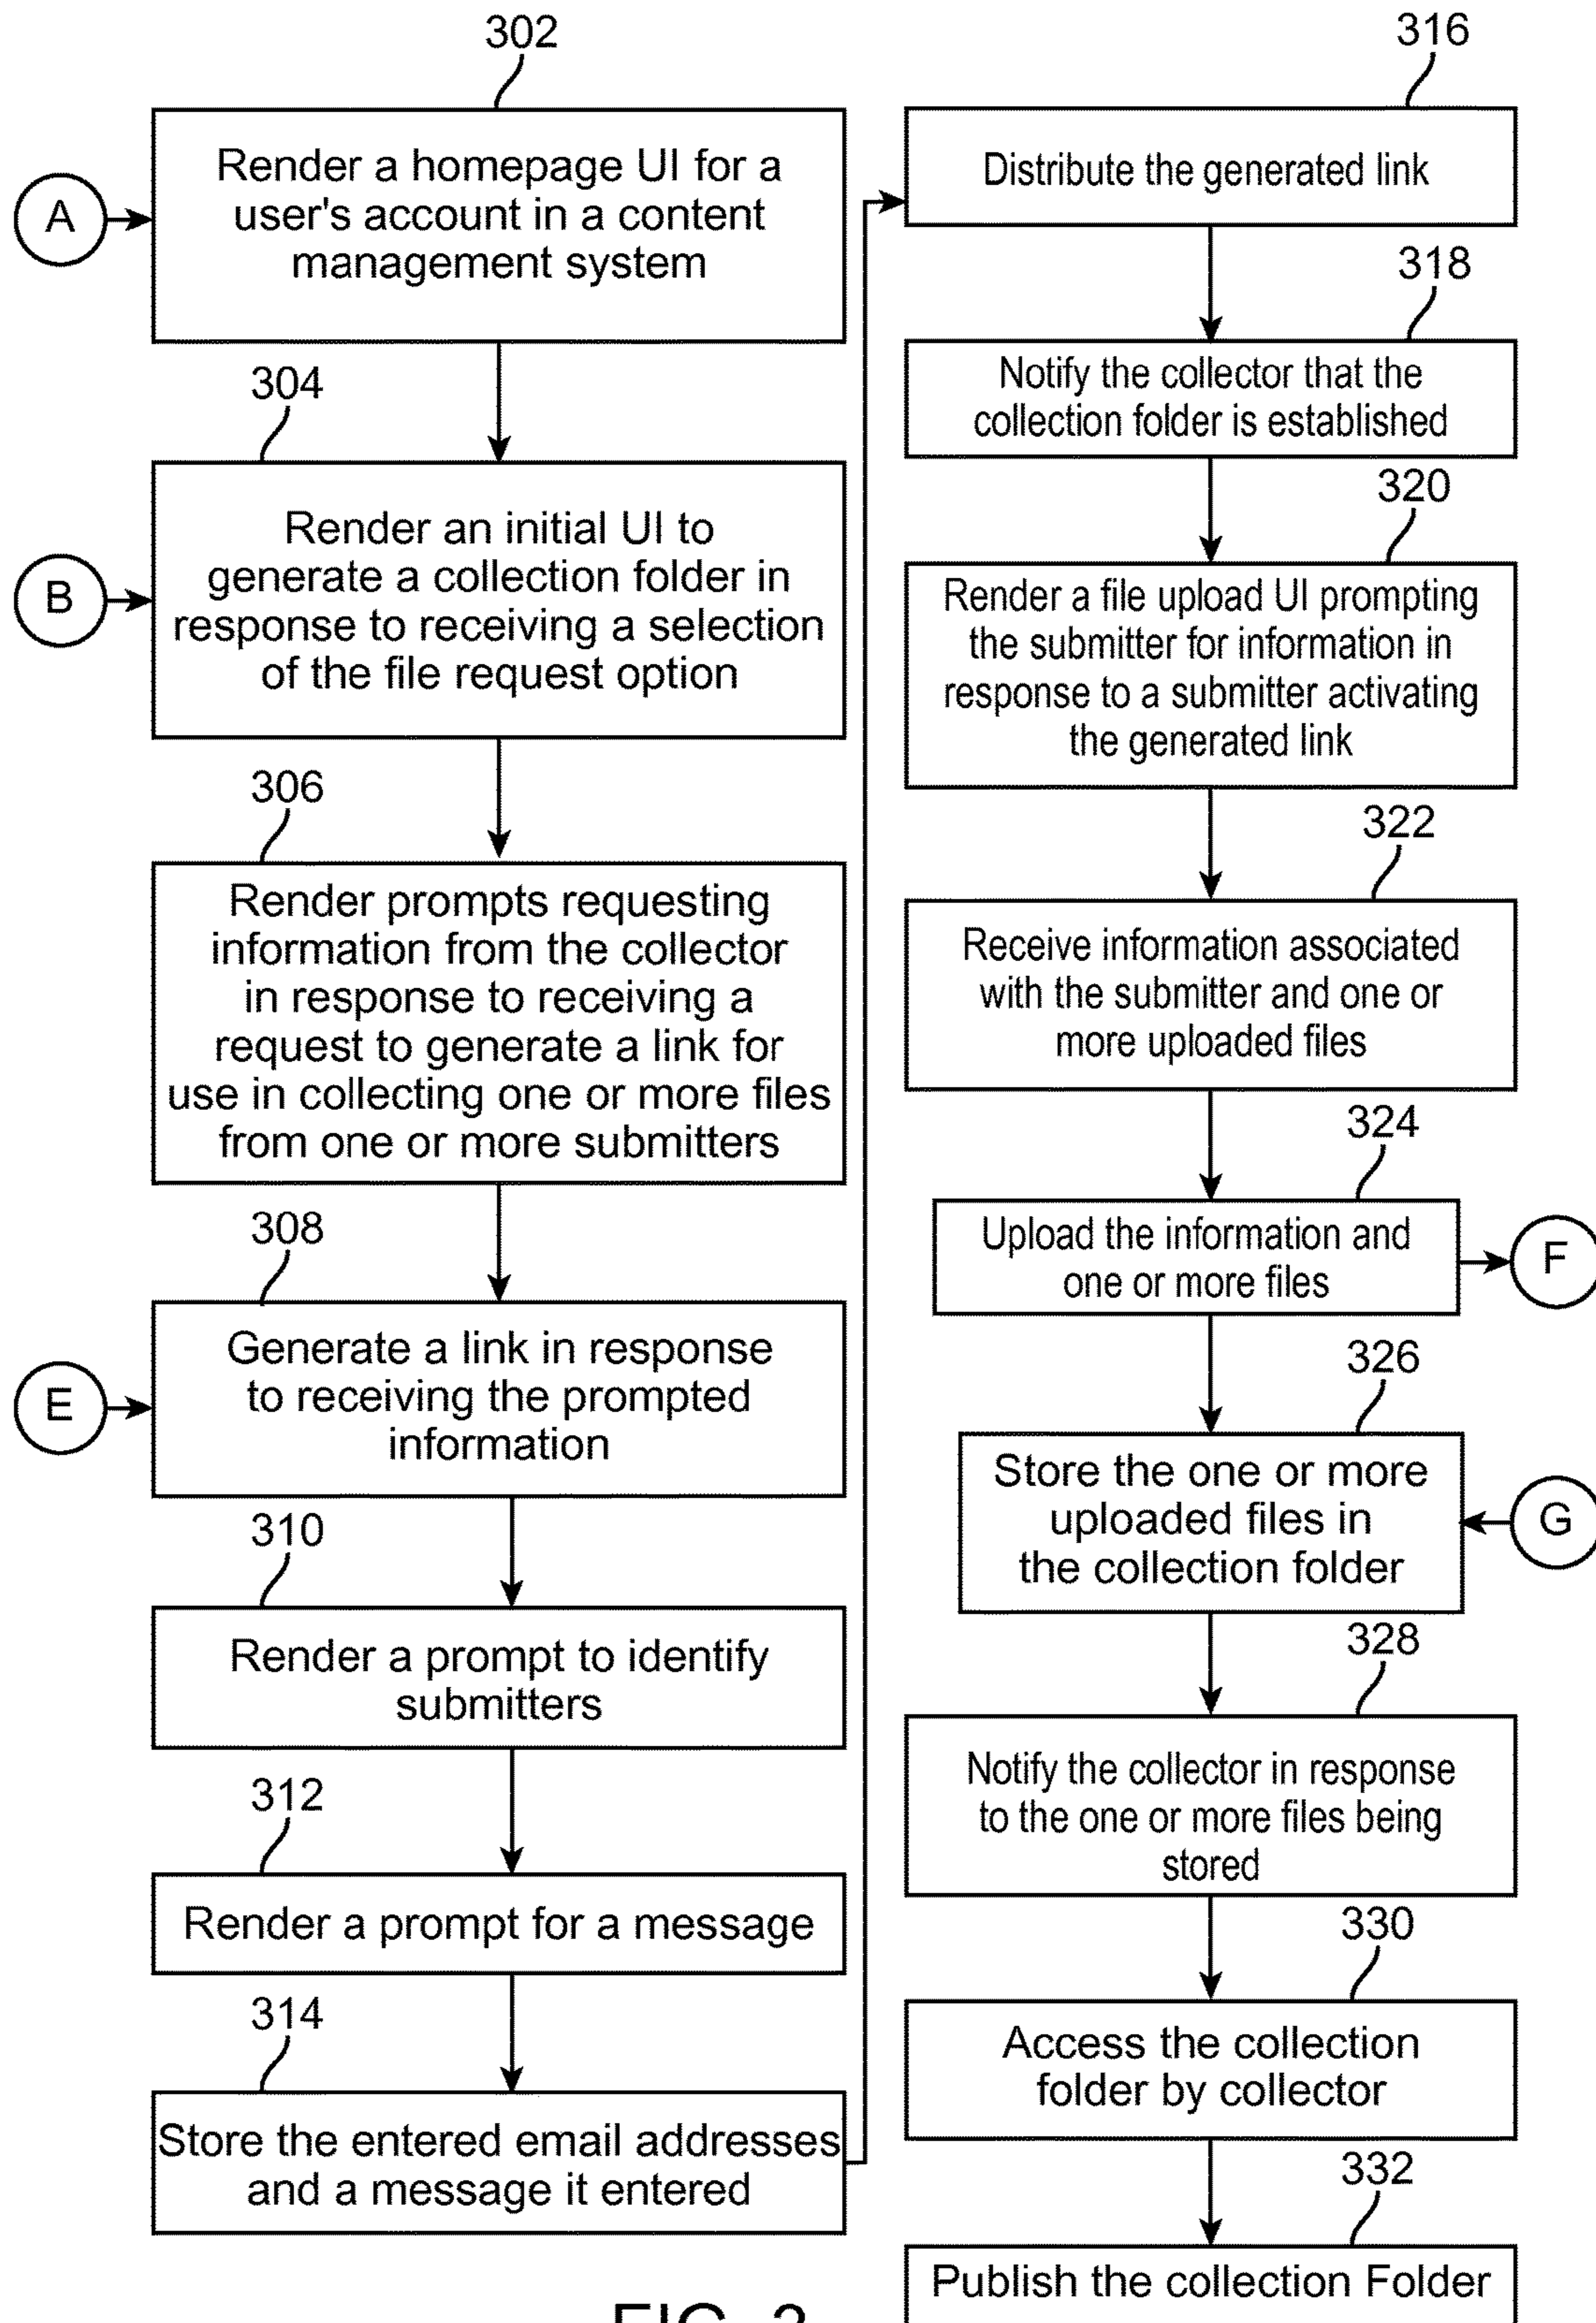 302
Render a homepage UI for a
user's account in a content
management system
A
304
Render an initial UI to
generate a collection folder in
response to receiving a selection
of the file request option
B
306
Render prompts requesting
information from the collector
in response to receiving a
request to generate a link for
use in collecting one or more files
from one or more submitters
308
Generate a link in response
to receiving the prompted
information
E
310
Render a prompt to identify
submitters
312
Render a prompt for a message
314
Store the entered email addresses
and a message it entered
316
Distribute the generated link
318
Notify the collector that the
collection folder is established
320
Render a file upload UI prompting
the submitter for information in
response to a submitter activating
the generated link
322
Receive information associated
with the submitter and one or
more uploaded files
324
Upload the information and
one or more files
F
326
Store the one or more
uploaded files in
the collection folder
G
328
Notify the collector in response
to the one or more files being
stored
330
Access the collection
folder by collector
332
Publish the collection Folder
FIG.